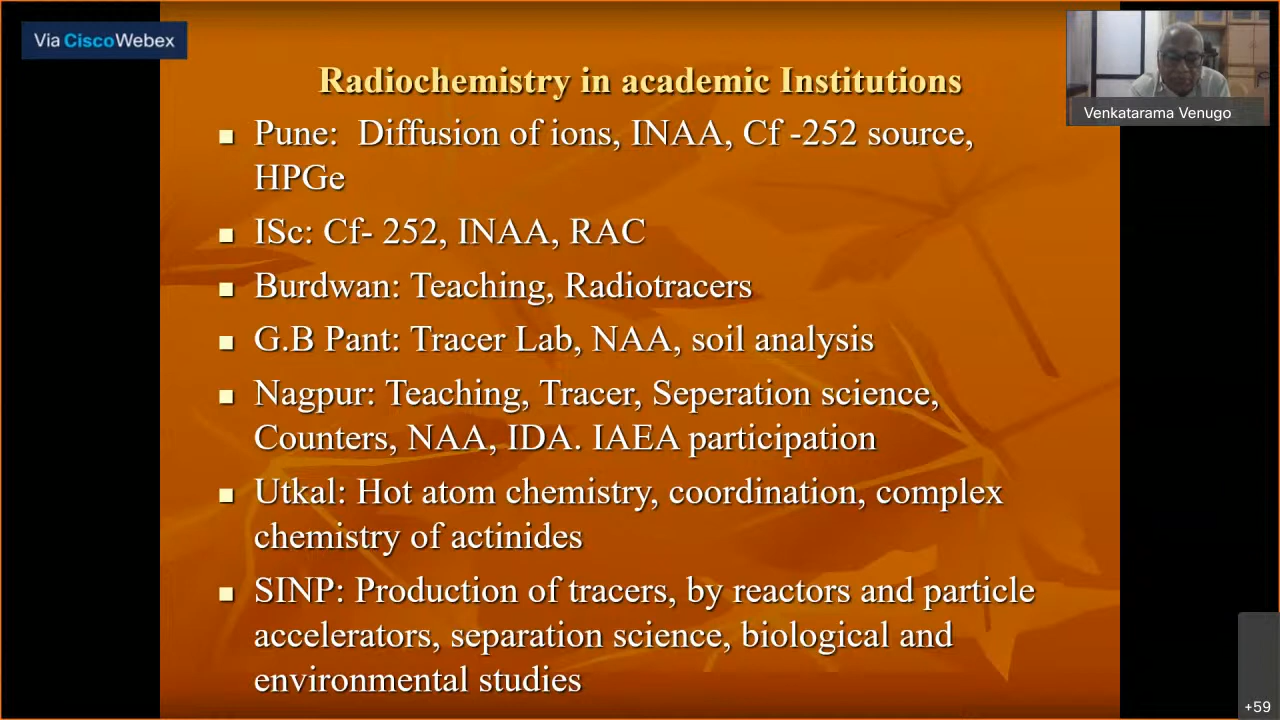 Via Cisco Webex
Venkatarama Venugo
Radiochemistry in academic Institutions
Pune: Diffusion of ions, INAA, Cf -252 source,
HPGe
ISc: Cf- 252, INAA, RAC
Burdwan: Teaching, Radiotracers
G.B Pant: Tracer Lab, NAA, soil analysis
Nagpur: Teaching, Tracer, Seperation science,
Counters, NAA, IDA. IAEA participation
Utkal: Hot atom chemistry, coordination, complex
chemistry of actinides
SINP: Production of tracers, by reactors and particle
accelerators, separation science, biological and
environmental studies
+59